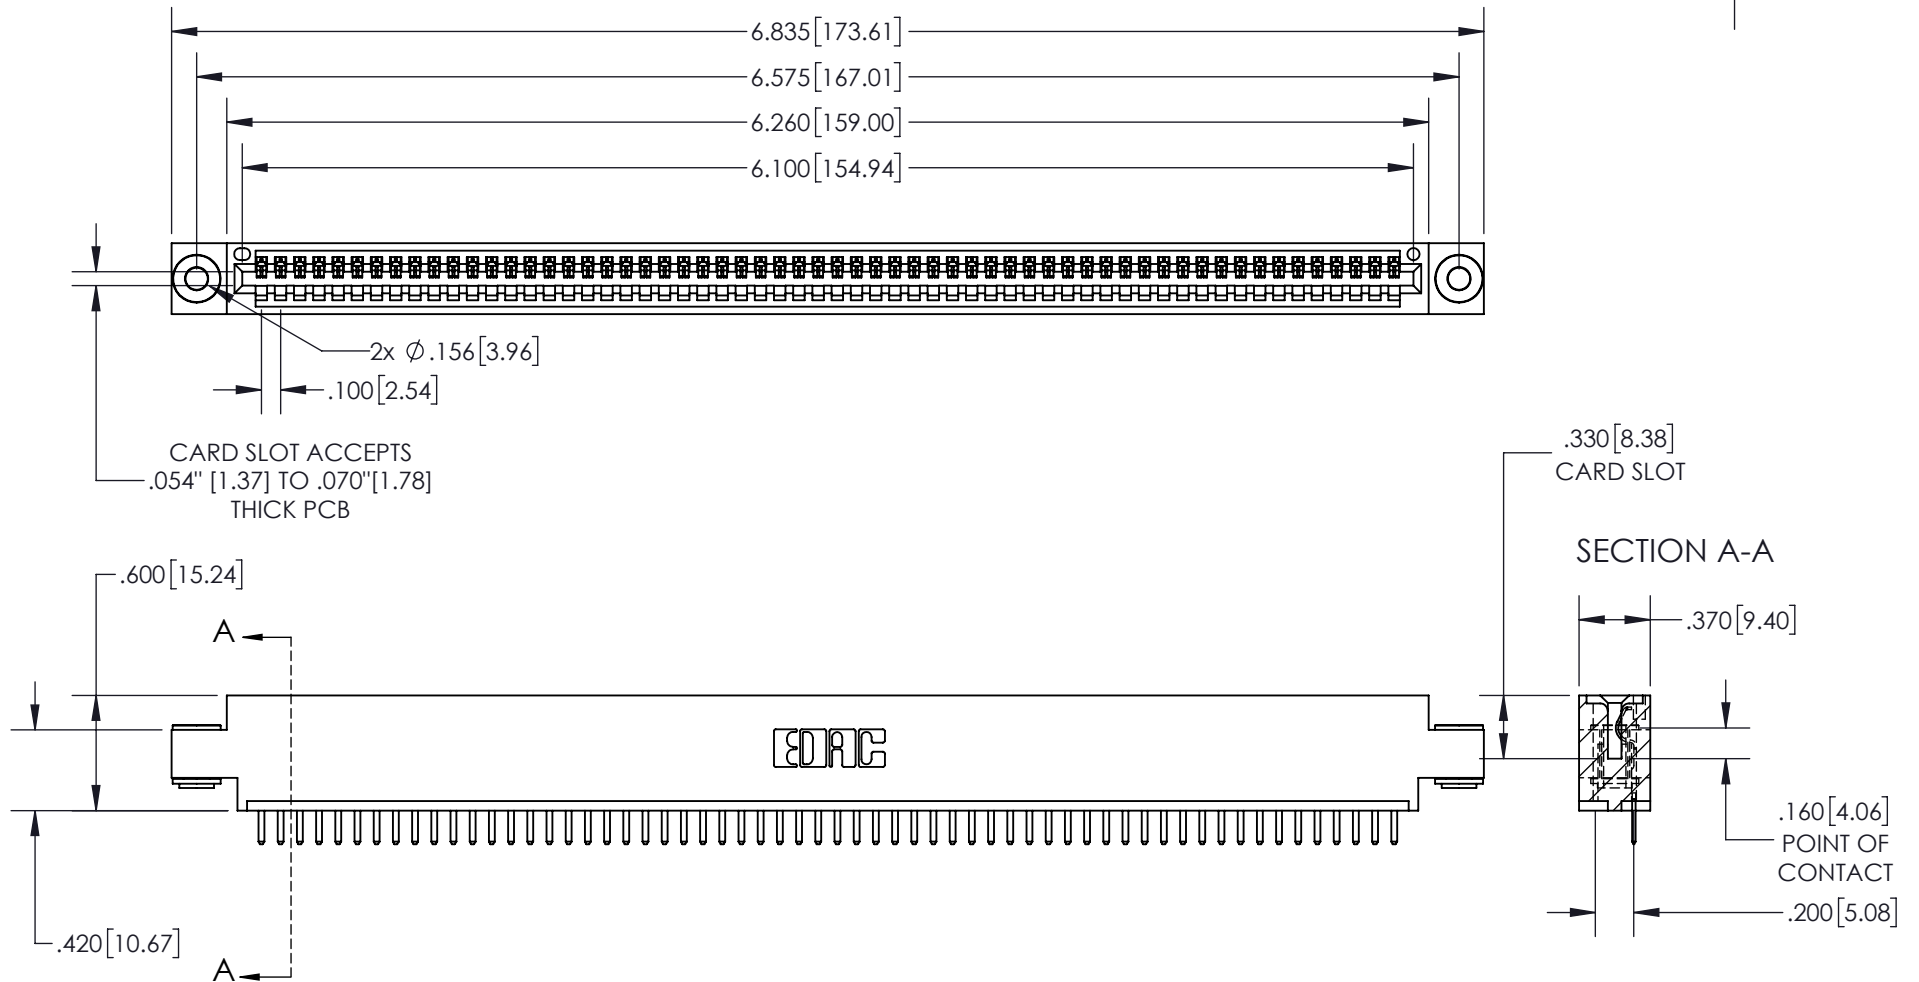 6.835[173.61]
6.575[167.01]
6.260[159.00]
6.100[154.94]
2x Ø.156[3.96]
.100[2.54]
CARD SLOT ACCEPTS
.054" [1.37] TO .070"[1.78]
THICK PCB
.330[8.38]
CARD SLOT
SECTION A-A
.600[15.24]
A
.370[9.40]
EDAC
.160[4.06]
POINT OF
CONTACT
.200[5.08]
.420[10.67]
A